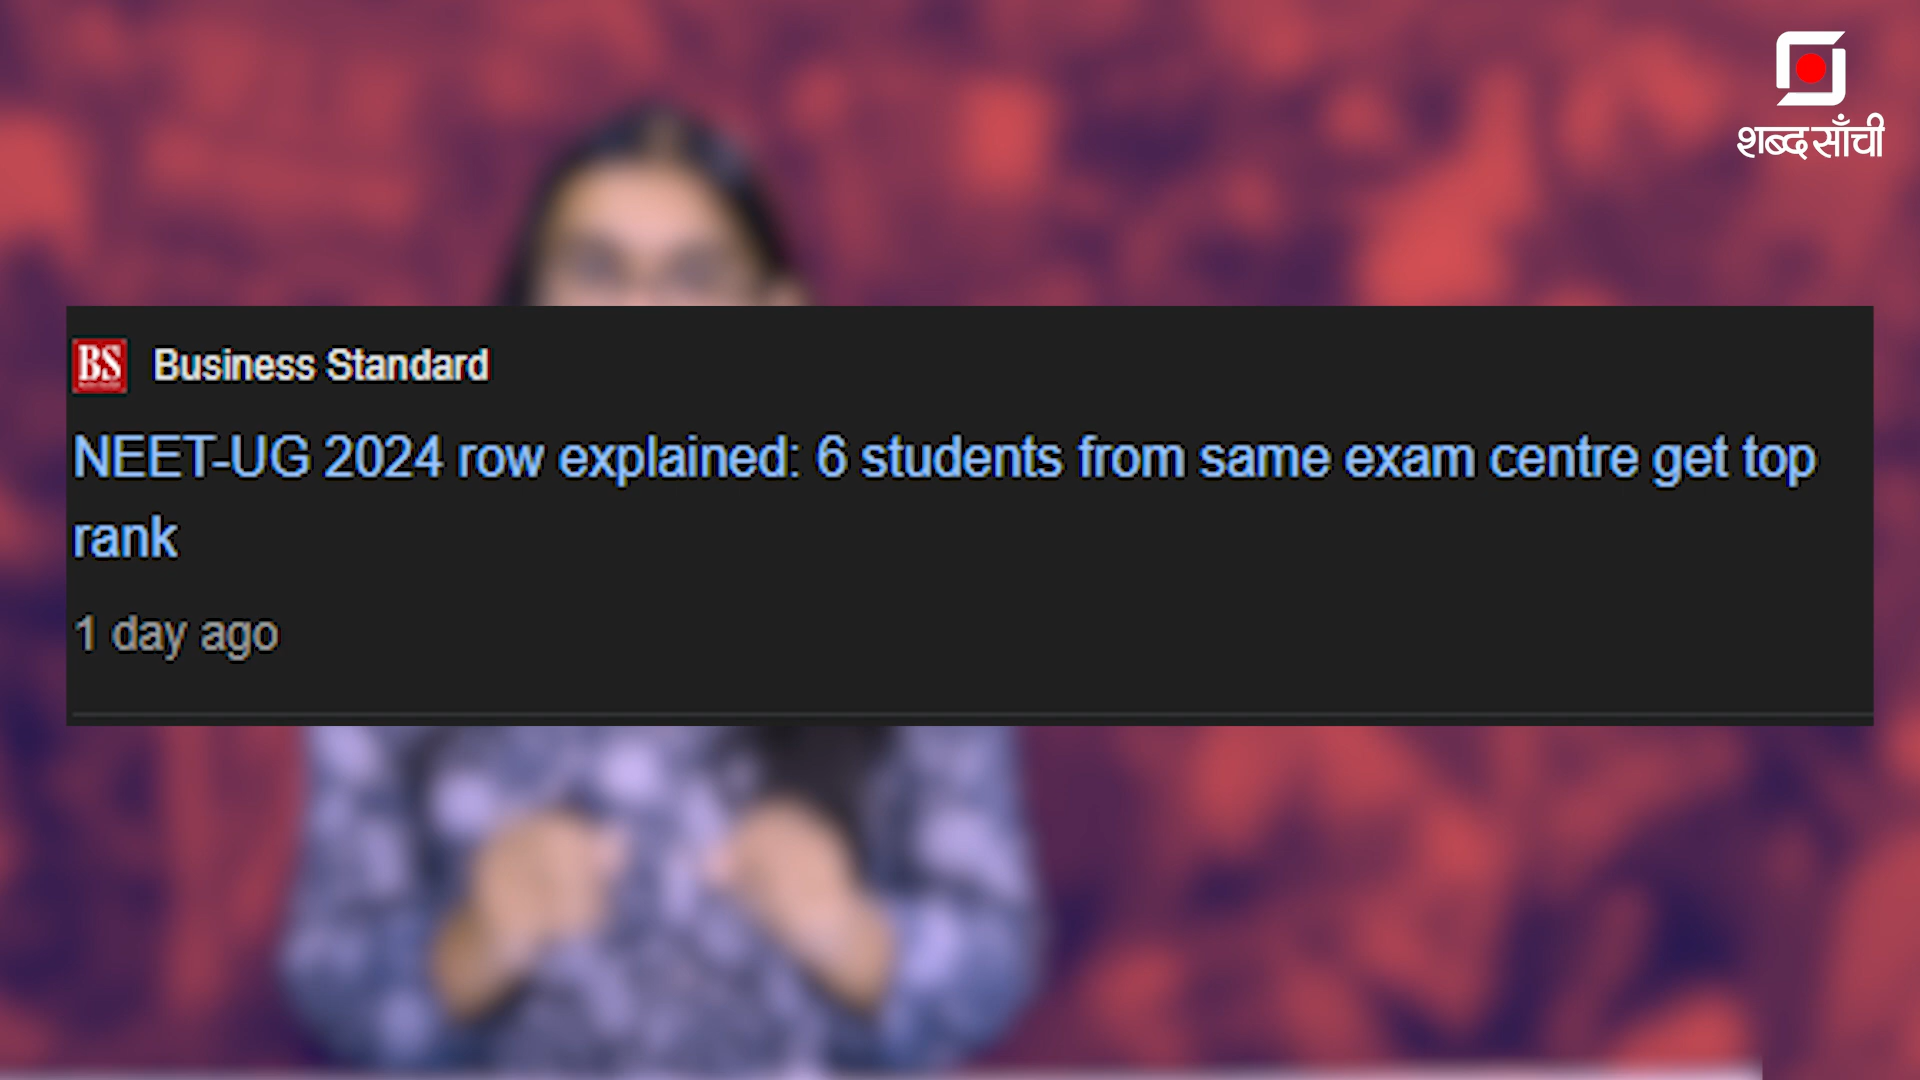 शब्द साँची
BS Business Standard
NEET-UG 2024 row explained: 6 students from same exam centre get top
rank
1 day ago